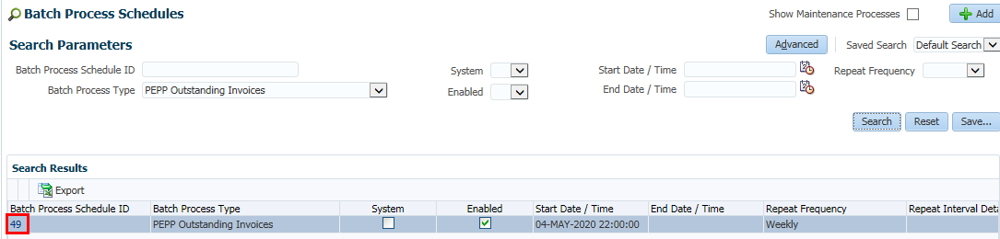 Batch Process Schedules
Show Maintenance Processes
Add
Search Parameters
Advanced
Saved Search Default Search
Batch Process Schedule ID
System
Start Date / Time
Repeat Frequency
Batch Process Type PEPP Outstanding Invoices
Enabled
End Date / Time
Search Reset Save...
Search Results
Export
Batch Process Schedule ID Batch Process Type System Enabled Start Date / Time End Date / Time Repeat Frequency Repeat Interval Deta
49 PEPP Outstanding Invoices 04-MAY-2020 22:00:00 Weekly